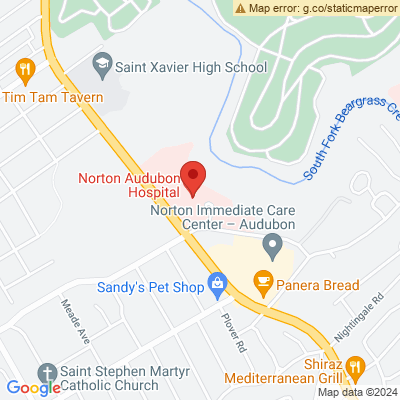 Map error: g.co/staticmaperror
Saint Xavier High School
Tim Tam Tavern
South Fork Beargrass Cre
Norton Audubon
Hospital
Norton Immediate Care
Center – Audubon
Sandy's Pet Shop
Panera Bread
Meade Ave
Plover Rd
Nightingale Rd
Shiraz
Mediterranean Grill
Saint Stephen Martyr
Catholic Church
Google
Map data ©2024